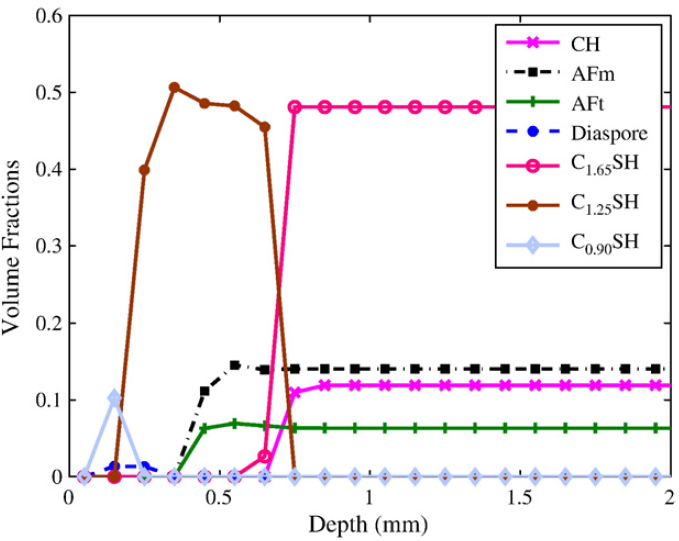 0.6
0.5
0.4
0.3
0.2
0.1
0
Volume Fractions
CH
AFm
AFt
Diaspore
C1.65SH
C1.25SH
C0.90SH
0 0.5 1 1.5 2
Depth (mm)